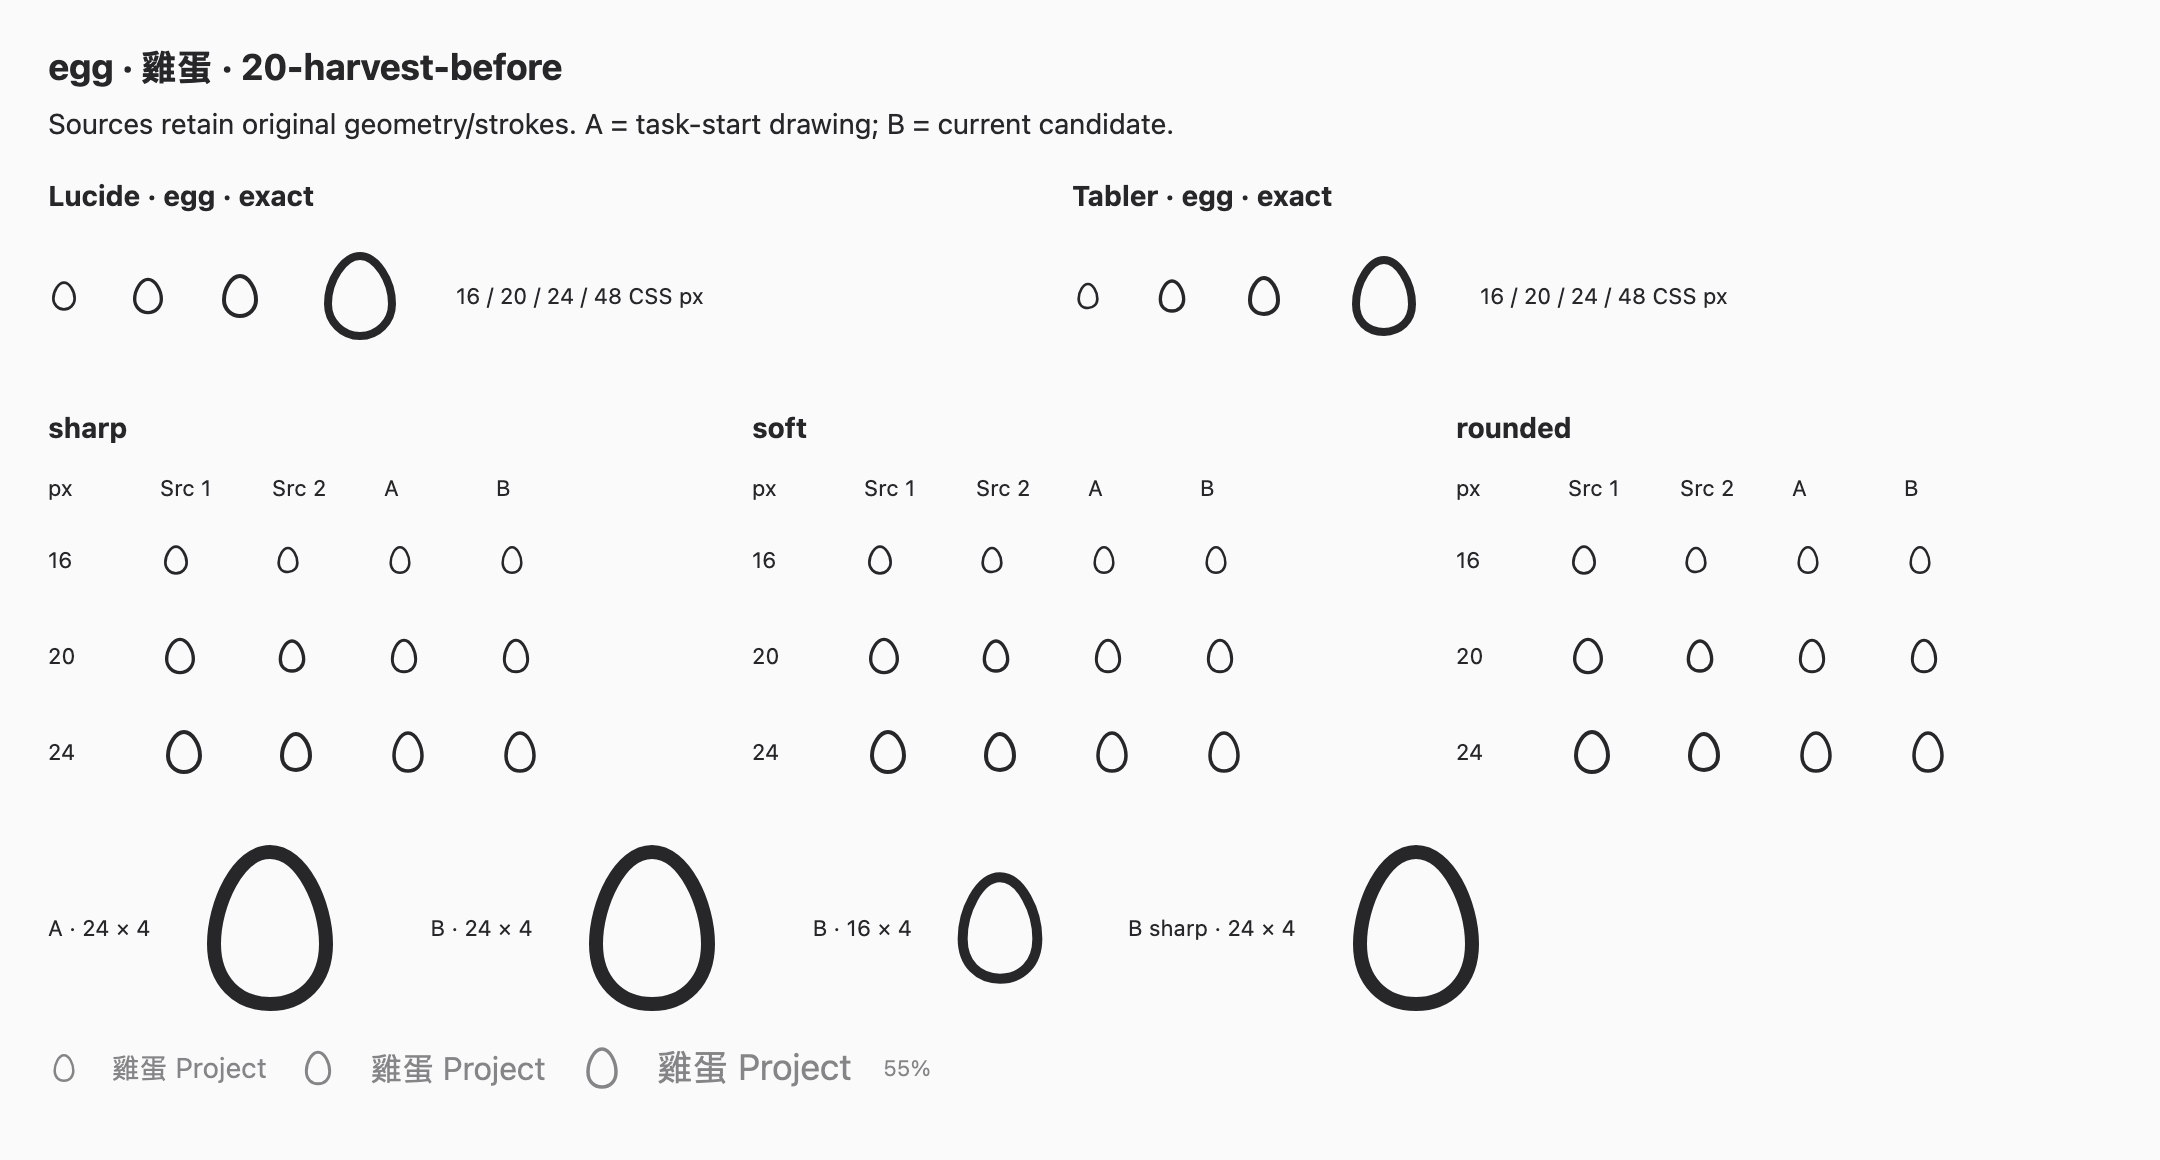 egg · 雞蛋 · 20-harvest-before
Sources retain original geometry/strokes. A = task-start drawing; B = current candidate.
Lucide · egg · exact
16 / 20 / 24 / 48 CSS px
Tabler · egg · exact
16 / 20 / 24 / 48 CSS px
sharp
px Src 1 Src 2 A B
16
20
24
soft
px Src 1 Src 2 A B
16
20
24
rounded
px Src 1 Src 2 A B
16
20
24
A · 24 × 4
B · 24 × 4
B · 16 × 4
B sharp · 24 × 4
雞蛋 Project 雞蛋 Project 雞蛋 Project 55%